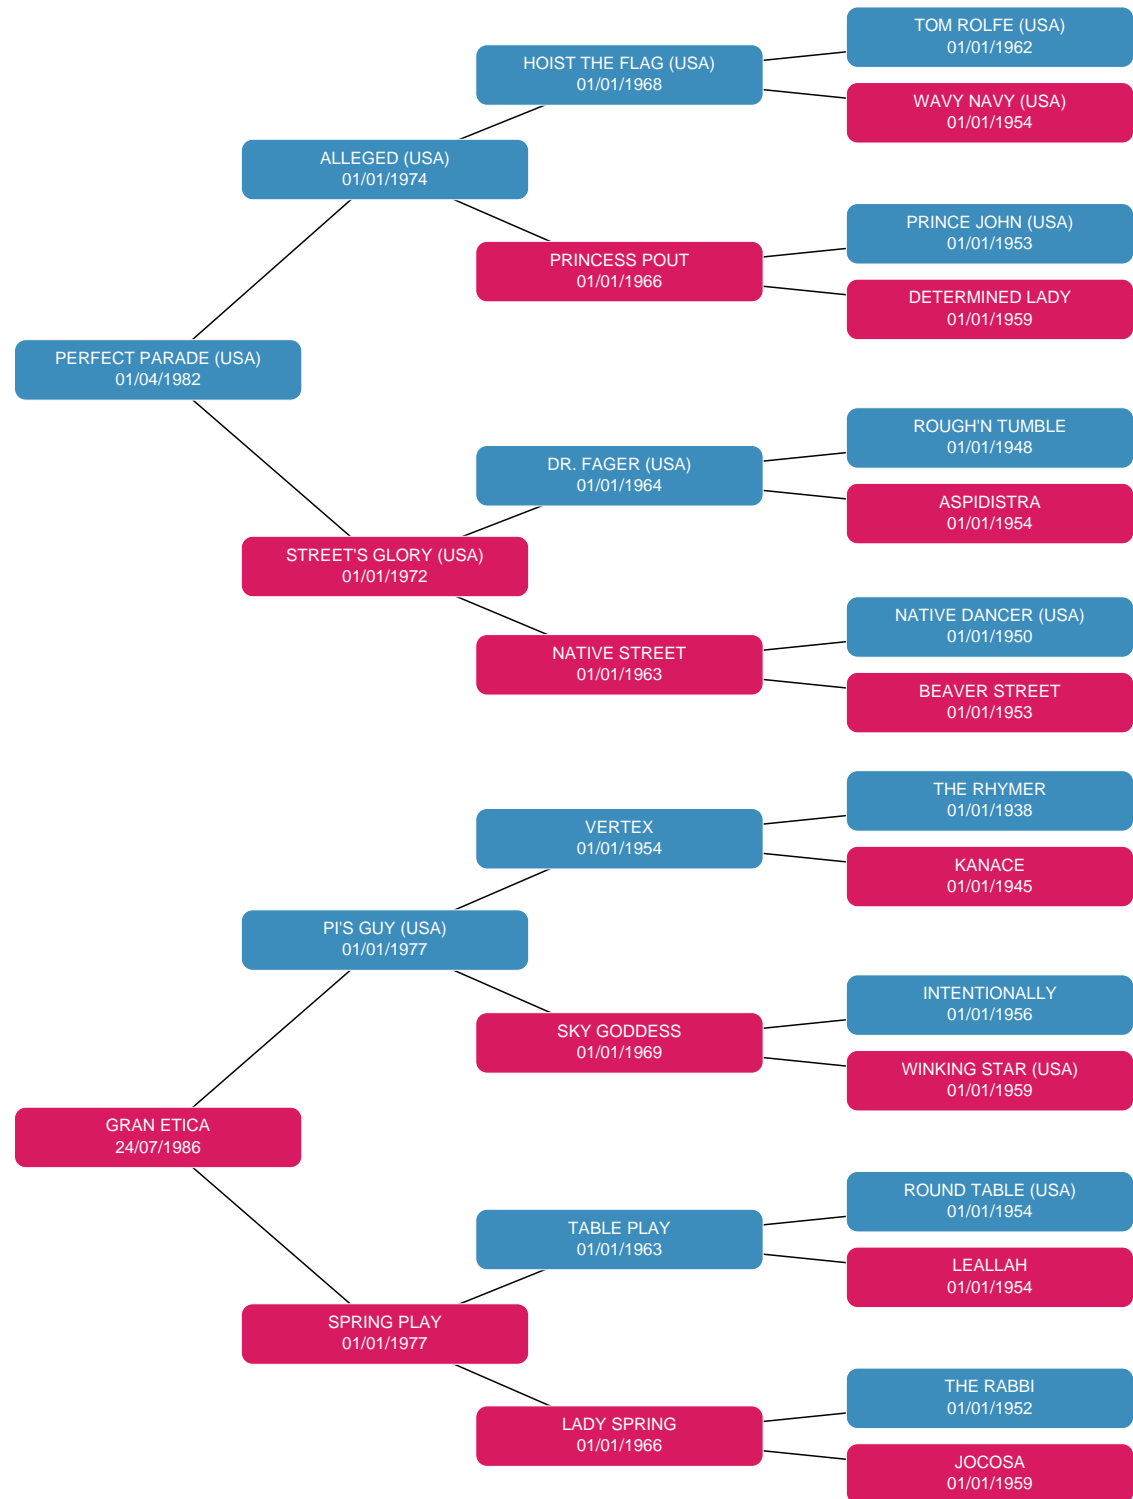 TOM ROLFE (USA)
01/01/1962
HOIST THE FLAG (USA)
01/01/1968
WAVY NAVY (USA)
01/01/1954
ALLEGED (USA)
01/01/1974
PRINCE JOHN (USA)
01/01/1953
PRINCESS POUT
01/01/1966
DETERMINED LADY
01/01/1959
PERFECT PARADE (USA)
01/04/1982
ROUGH'N TUMBLE
01/01/1948
DR. FAGER (USA)
01/01/1964
ASPIDISTRA
01/01/1954
STREET'S GLORY (USA)
01/01/1972
NATIVE DANCER (USA)
01/01/1950
NATIVE STREET
01/01/1963
BEAVER STREET
01/01/1953
THE RHYMER
01/01/1938
VERTEX
01/01/1954
KANACE
01/01/1945
PI'S GUY (USA)
01/01/1977
INTENTIONALLY
01/01/1956
SKY GODDESS
01/01/1969
WINKING STAR (USA)
01/01/1959
GRAN ETICA
24/07/1986
ROUND TABLE (USA)
01/01/1954
TABLE PLAY
01/01/1963
LEALLAH
01/01/1954
SPRING PLAY
01/01/1977
THE RABBI
01/01/1952
LADY SPRING
01/01/1966
JOCOSA
01/01/1959